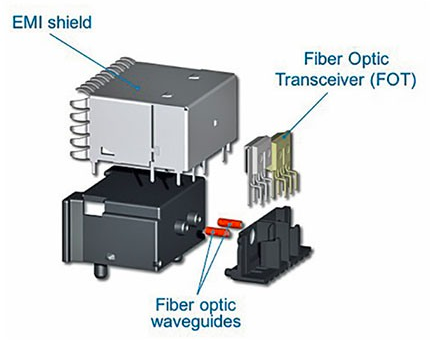 EMI shield
Fiber Optic
Transceiver (FOT)
Fiber optic
waveguides